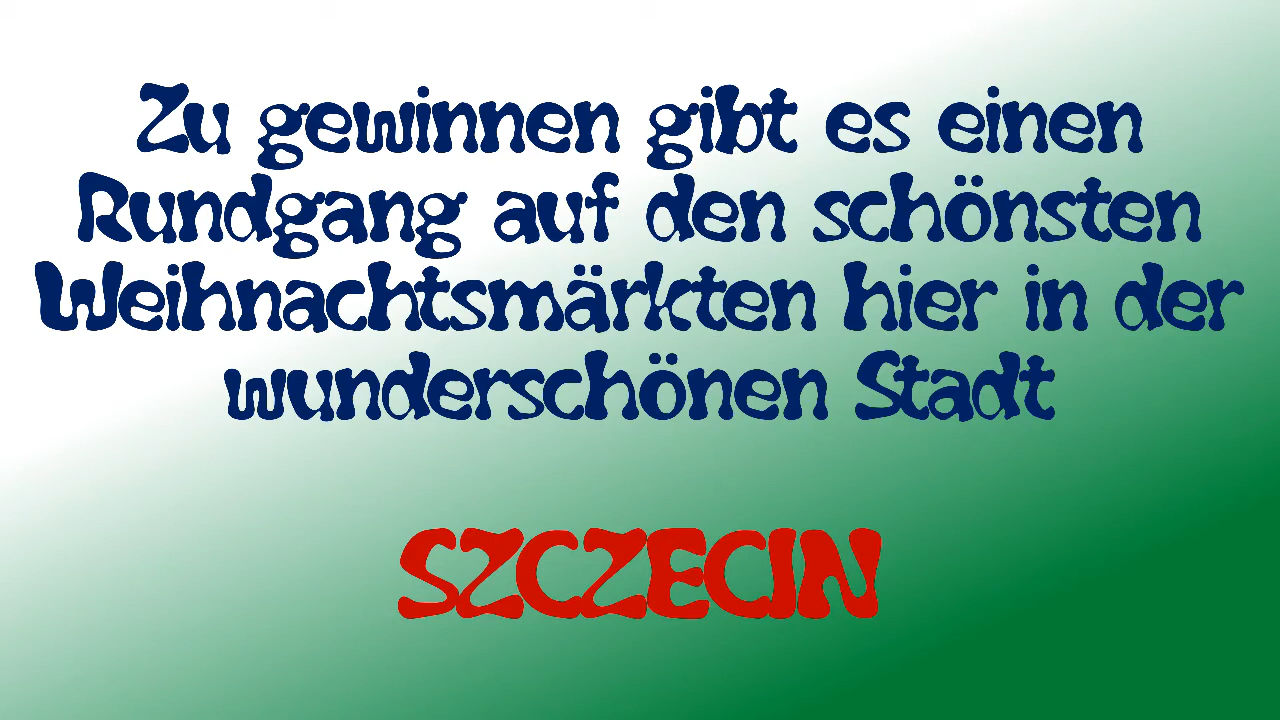 Zu gewinnen gibt es einen
Rundgang auf den schönsten
Weihnachtsmärkten hier in der
wunderschönen Stadt
SZCZECIN